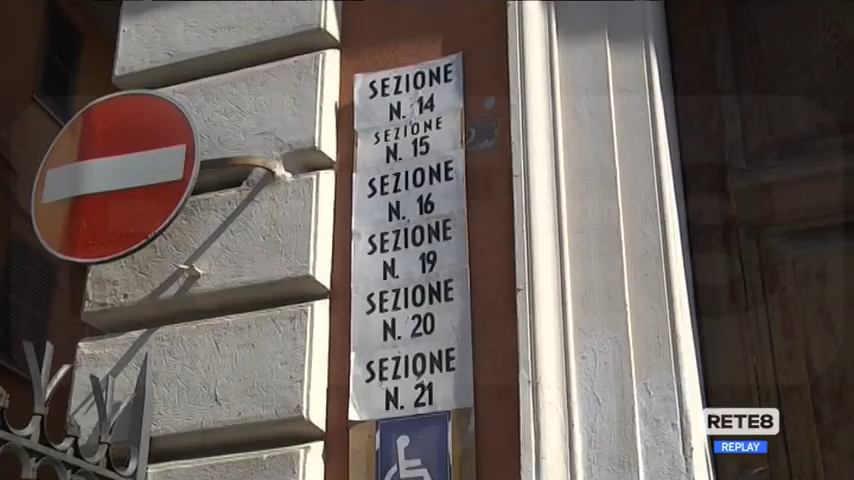 SEZIONE
N. 14
SEZIONE
N. 15
SEZIONE
N. 16
SEZIONE
N. 19
SEZIONE
N. 20
SEZIONE
N. 21
RETE8
REPLAY